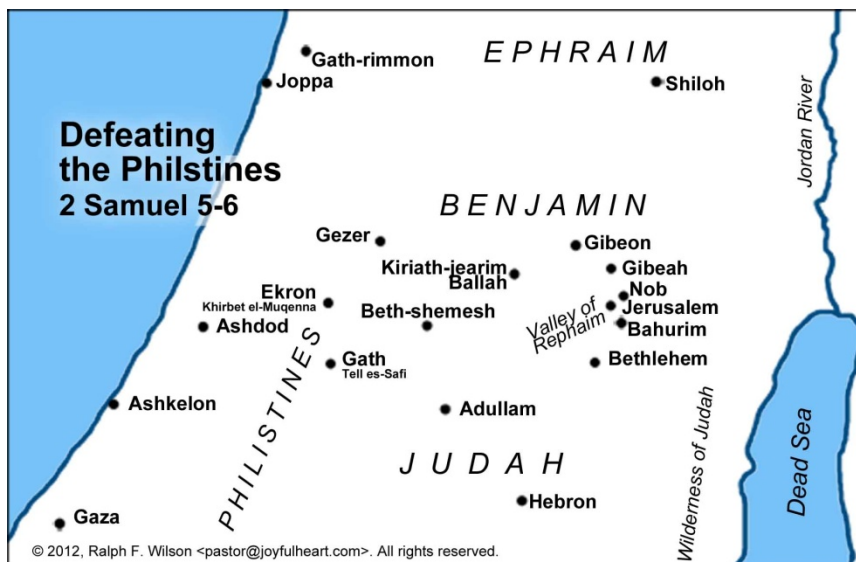 EPHRAIM
Gath-rimmon
Joppa
Shiloh
Jordan River
Defeating
the Philstines
2 Samuel 5-6
BENJAMIN
Gezer
Gibeon
Kiriath-jearim
Ballah
Gibeah
Nob
Ekron
Khirbet el-Muqenna
Jerusalem
Beth-shemesh
Valley of
Rephaim
Bahurim
Ashdod
Gath
Tell es-Safi
Bethlehem
PHILISTINES
Ashkelon
Adullam
Wilderness of Judah
Dead Sea
JUDAH
Hebron
Gaza
© 2012, Ralph F. Wilson <pastor@joyfulheart.com>. All rights reserved.